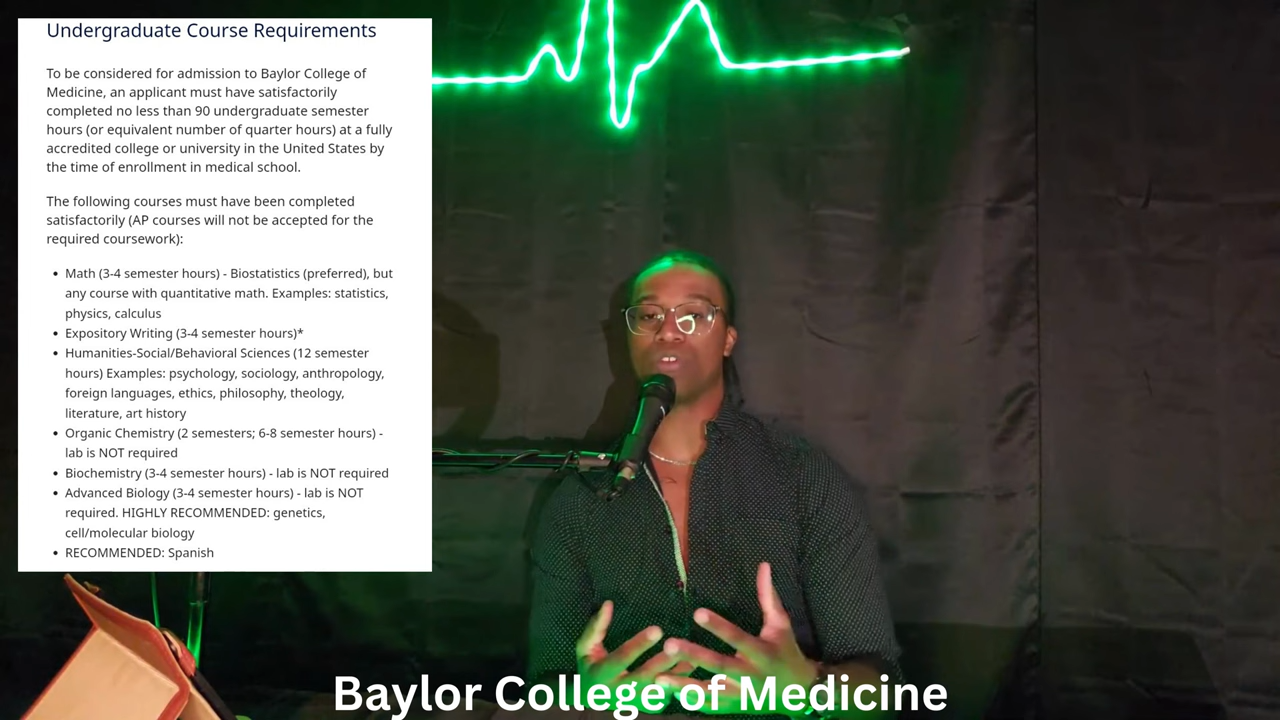 Undergraduate Course Requirements
To be considered for admission to Baylor College of
Medicine, an applicant must have satisfactorily
completed no less than 90 undergraduate semester
hours (or equivalent number of quarter hours) at a fully
accredited college or university in the United States by
the time of enrollment in medical school.
The following courses must have been completed
satisfactorily (AP courses will not be accepted for the
required coursework):
• Math (3-4 semester hours) - Biostatistics (preferred), but
any course with quantitative math. Examples: statistics,
physics, calculus
• Expository Writing (3-4 semester hours)*
• Humanities-Social/Behavioral Sciences (12 semester
hours) Examples: psychology, sociology, anthropology,
foreign languages, ethics, philosophy, theology,
literature, art history
• Organic Chemistry (2 semesters; 6-8 semester hours) -
lab is NOT required
• Biochemistry (3-4 semester hours) - lab is NOT required
• Advanced Biology (3-4 semester hours) - lab is NOT
required. HIGHLY RECOMMENDED: genetics,
cell/molecular biology
• RECOMMENDED: Spanish
Baylor College of Medicine